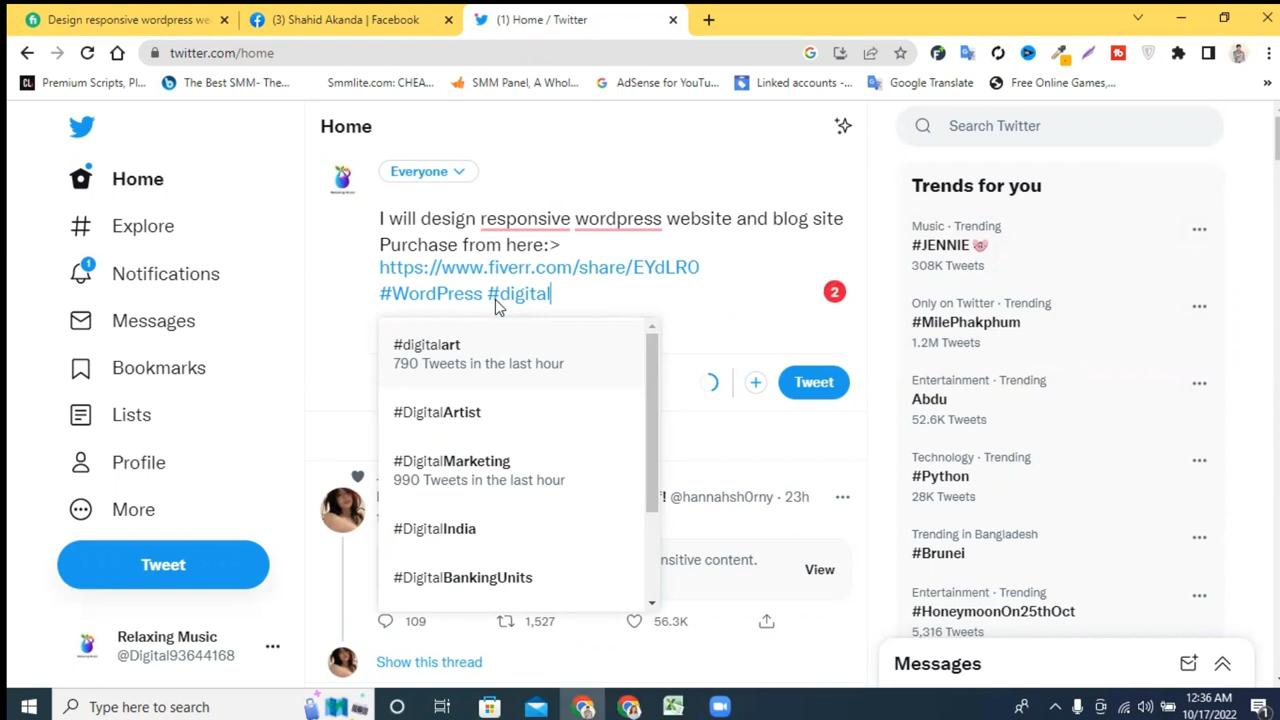 Design responsive wordpress we
(3) Shahid Akanda | Facebook
(1) Home / Twitter
twitter.com/home
Premium Scripts, Pl...
The Best SMM- The...
Smmlite.com: CHEA...
SMM Panel, A Whol...
AdSense for YouTu...
Linked accounts -...
Google Translate
Free Online Games,...
»
Home
Explore
Notifications
1
Messages
Bookmarks
Lists
Profile
More
Tweet
Relaxing Music
@Digital93644168
Home
Everyone
I will design responsive wordpress website and blog site
Purchase from here:>
https://www.fiverr.com/share/EYdLR0
#WordPress #digital
2
#digitalart
790 Tweets in the last hour
#DigitalArtist
#DigitalMarketing
990 Tweets in the last hour
#DigitalIndia
#DigitalBankingUnits
Tweet
! @hannahsh0rny · 23h
nsitive content.
View
109
1,527
56.3K
Show this thread
Search Twitter
Trends for you
Music · Trending
#JENNIE
308K Tweets
Only on Twitter · Trending
#MilePhakphum
1.2M Tweets
Entertainment · Trending
Abdu
52.6K Tweets
Technology · Trending
#Python
28K Tweets
Trending in Bangladesh
#Brunei
Entertainment · Trending
#HoneymoonOn25thOct
5,316 Tweets
Messages
Type here to search
12:36 AM
10/17/2022